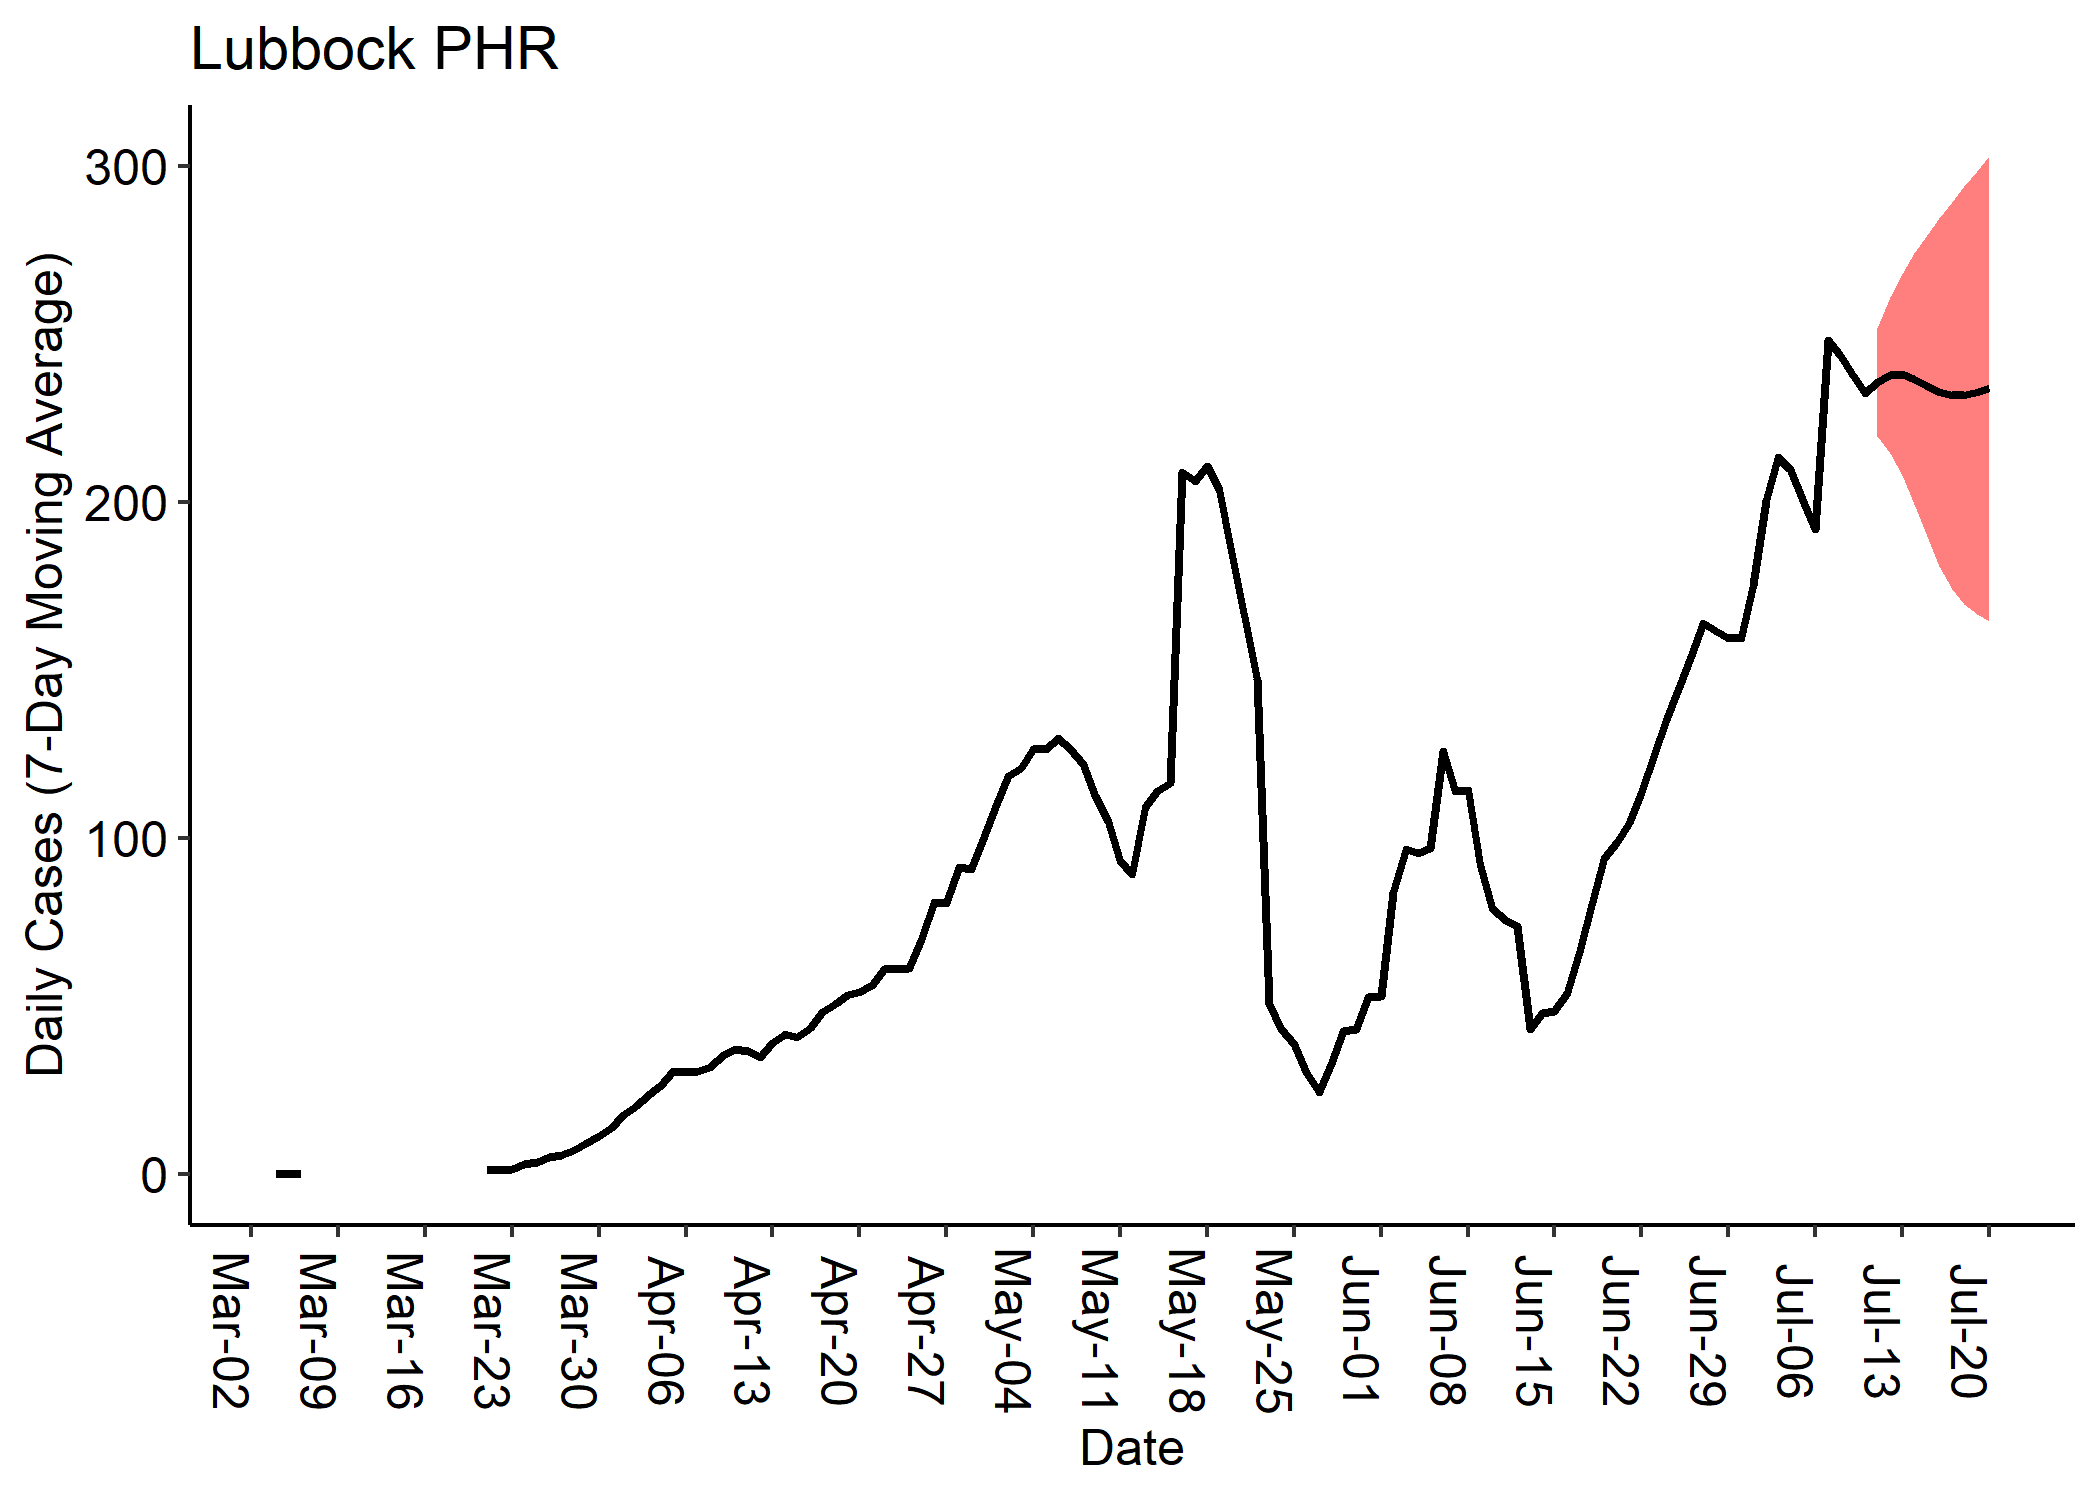 Lubbock PHR
Daily Cases (7-Day Moving Average)
300
200
100
0
Mar-02
Mar-09
Mar-16
Mar-23
Mar-30
Apr-06
Apr-13
Apr-20
Apr-27
May-04
May-11
May-18
May-25
Jun-01
Jun-08
Jun-15
Jun-22
Jun-29
Jul-06
Jul-13
Jul-20
Date